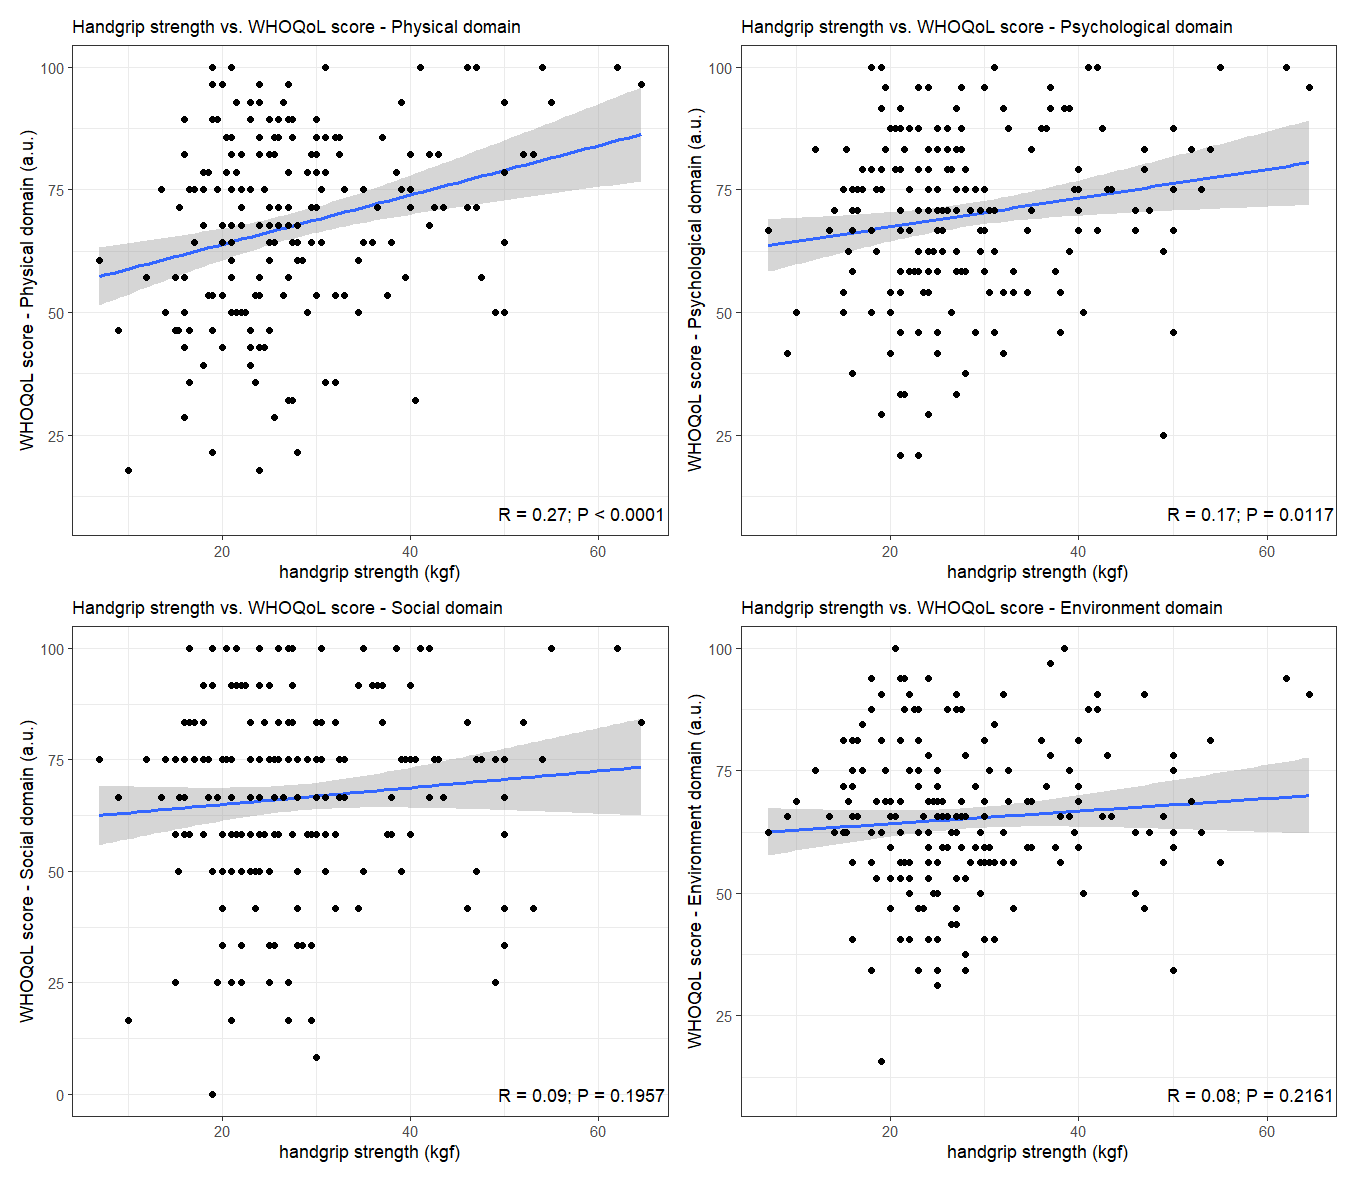 Handgrip strength vs. WHOQoL score - Physical domain
WHOQoL score - Physical domain (a.u.)
100
75
50
25
R = 0.27; P < 0.0001
20 40 60
handgrip strength (kgf)
Handgrip strength vs. WHOQoL score - Psychological domain
WHOQoL score - Psychological domain (a.u.)
100
75
50
25
R = 0.17; P = 0.0117
20 40 60
handgrip strength (kgf)
Handgrip strength vs. WHOQoL score - Social domain
WHOQoL score - Social domain (a.u.)
100
75
50
25
0
R = 0.09; P = 0.1957
20 40 60
handgrip strength (kgf)
Handgrip strength vs. WHOQoL score - Environment domain
WHOQoL score - Environment domain (a.u.)
100
75
50
25
R = 0.08; P = 0.2161
20 40 60
handgrip strength (kgf)